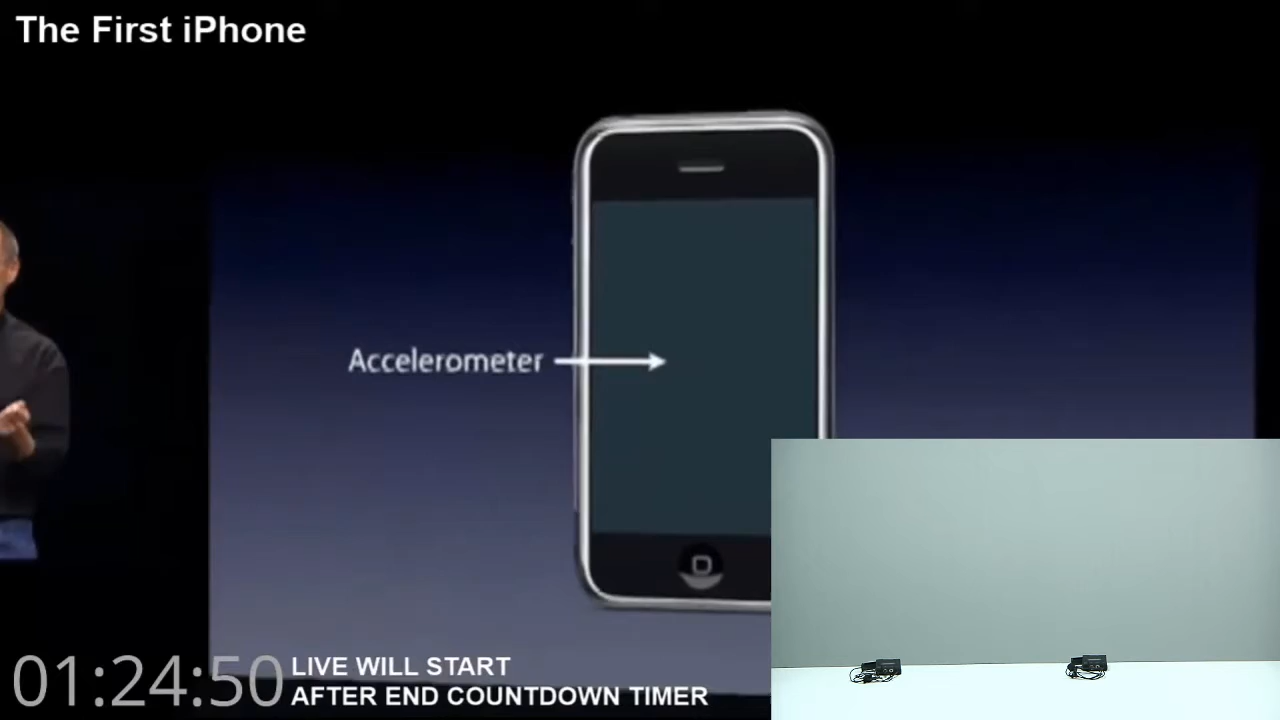 The First iPhone
Accelerometer
01:24:50
LIVE WILL START
AFTER END COUNTDOWN TIMER